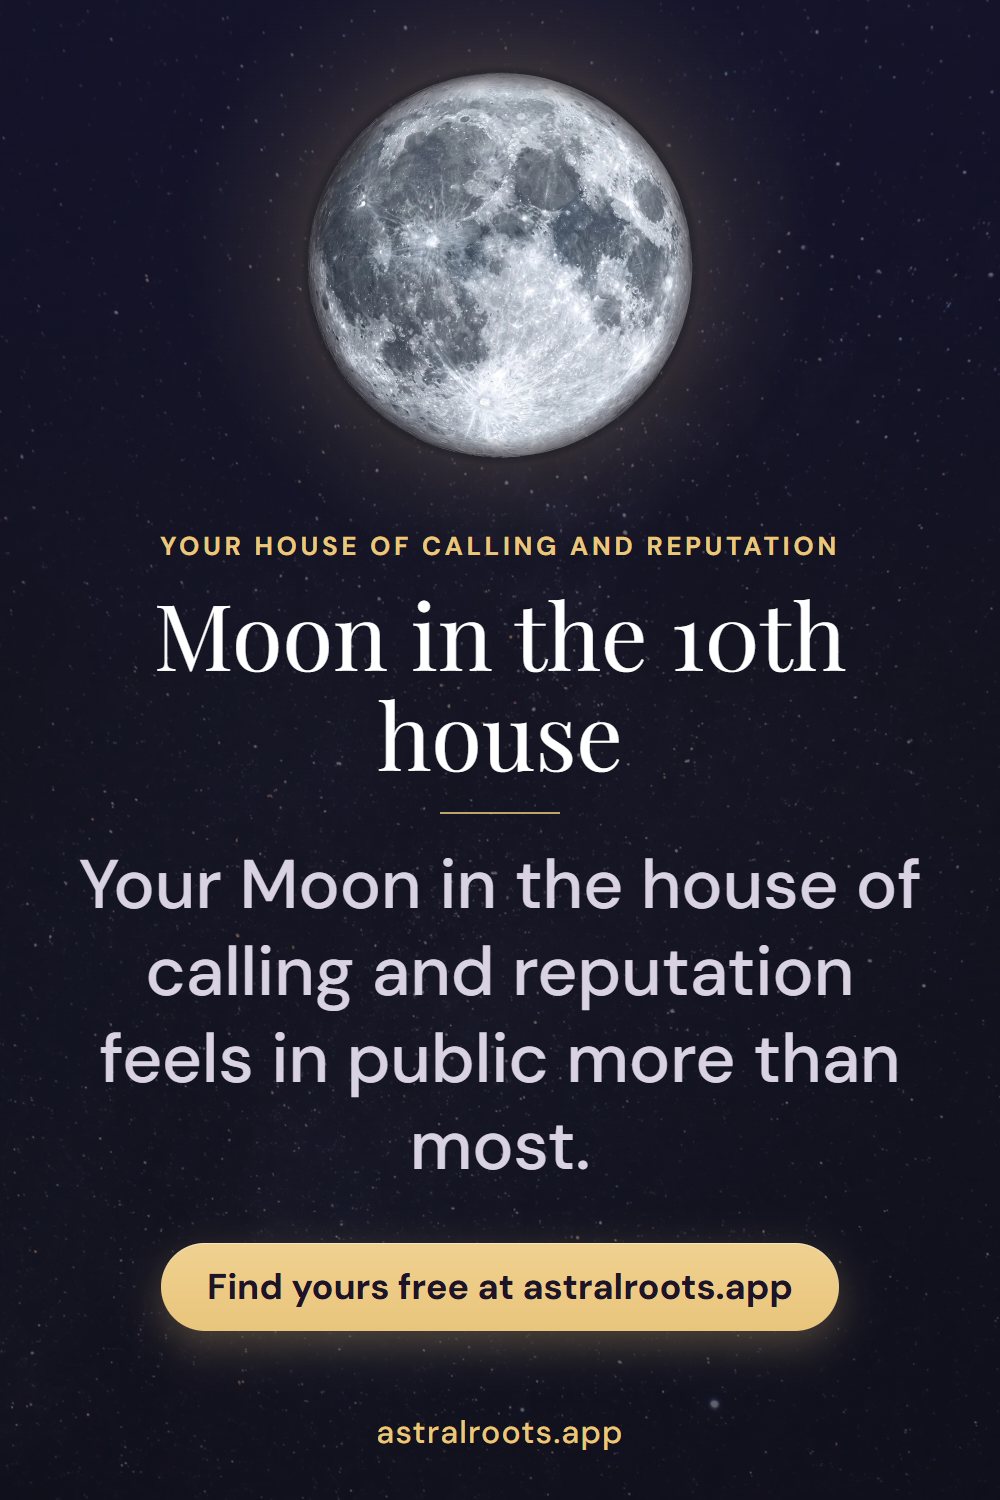 YOUR HOUSE OF CALLING AND REPUTATION
Moon in the 10th
house
Your Moon in the house of
calling and reputation
feels in public more than
most.
Find yours free at astralroots.app
astralroots.app